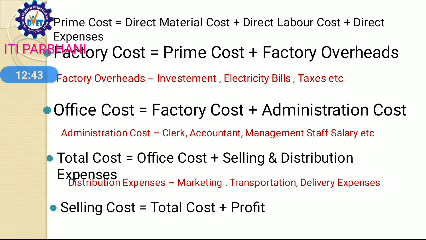 Prime Cost = Direct Material Cost + Direct Labour Cost + Direct
Expenses
ITI PARBHANI
Factory Cost = Prime Cost + Factory Overheads
12:43
Factory Overheads – Investement , Electricity Bills , Taxes etc
Office Cost = Factory Cost + Administration Cost
Administration Cost – Clerk, Accountant, Management Staff Salary etc
Total Cost = Office Cost + Selling & Distribution
Expenses
Distribution Expenses – Marketing . Transportation, Delivery Expenses
Selling Cost = Total Cost + Profit